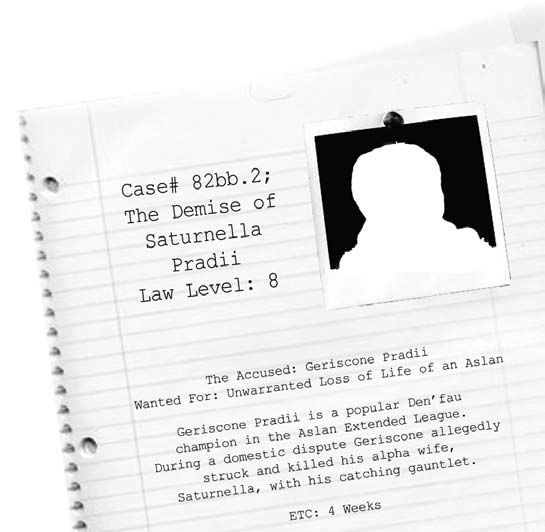 Case# 82bb.2;
The Demise of
Saturnella
Pradii
Law Level: 8
The Accused: Geriscone Pradii
Wanted For: Unwarranted Loss of Life of an Aslan
Geriscone Pradii is a popular Den'fau
champion in the Aslan Extended League.
During a domestic dispute Geriscone allegedly
struck and killed his alpha wife,
Saturnella, with his catching gauntlet.
ETC: 4 Weeks